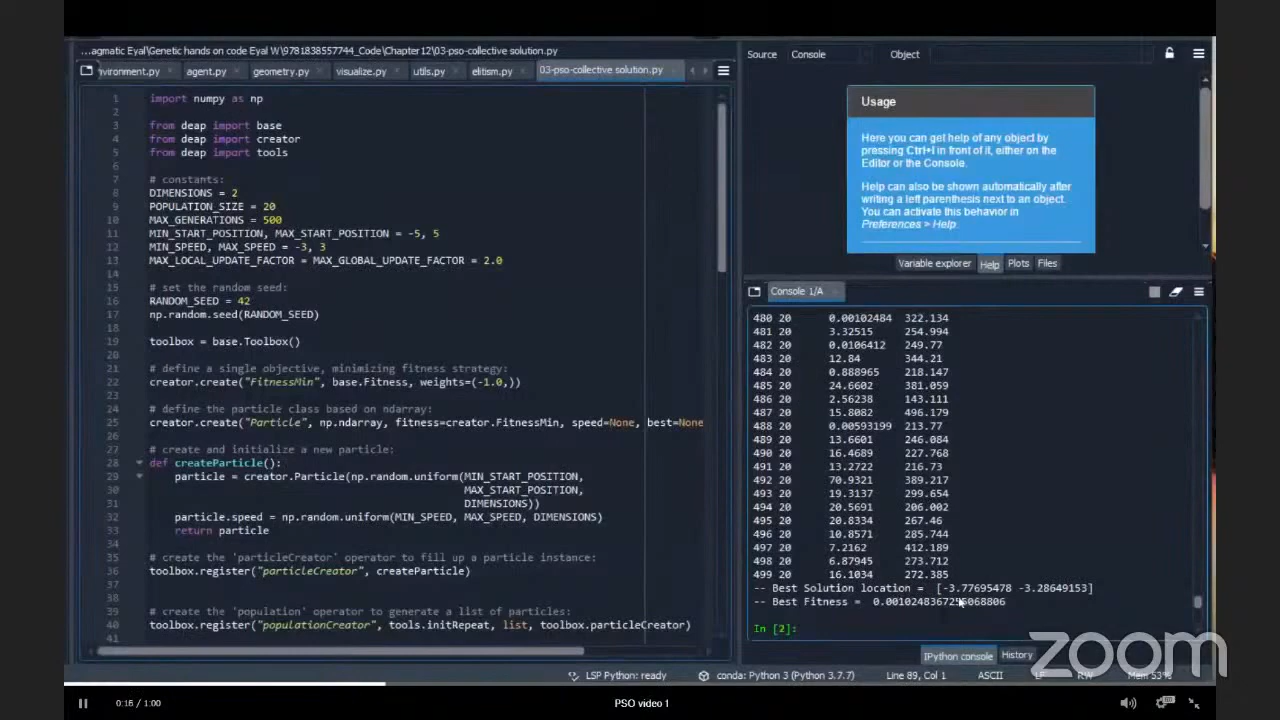 ...agmatic Eyal\Genetic hands on code Eyal W\9781838557744_Code\Chapter12\03-pso-collective solution.py
nvironment.py agent.py geometry.py visualize.py utils.py elitism.py 03-pso-collective solution.py
1 import numpy as np
2
3 from deap import base
4 from deap import creator
5 from deap import tools
6
7 # constants:
8 DIMENSIONS = 2
9 POPULATION_SIZE = 20
10 MAX_GENERATIONS = 500
11 MIN_START_POSITION, MAX_START_POSITION = -5, 5
12 MIN_SPEED, MAX_SPEED = -3, 3
13 MAX_LOCAL_UPDATE_FACTOR = MAX_GLOBAL_UPDATE_FACTOR = 2.0
14
15 # set the random seed:
16 RANDOM_SEED = 42
17 np.random.seed(RANDOM_SEED)
18
19 toolbox = base.Toolbox()
20
21 # define a single objective, minimizing fitness strategy:
22 creator.create("FitnessMin", base.Fitness, weights=(-1.0,))
23
24 # define the particle class based on ndarray:
25 creator.create("Particle", np.ndarray, fitness=creator.FitnessMin, speed=None, best=None
26
27 # create and initialize a new particle:
28 def createParticle():
29 particle = creator.Particle(np.random.uniform(MIN_START_POSITION,
30 MAX_START_POSITION,
31 DIMENSIONS))
32 particle.speed = np.random.uniform(MIN_SPEED, MAX_SPEED, DIMENSIONS)
33 return particle
34
35 # create the 'particleCreator' operator to fill up a particle instance:
36 toolbox.register("particleCreator", createParticle)
37
38
39 # create the 'population' operator to generate a list of particles:
40 toolbox.register("populationCreator", tools.initRepeat, list, toolbox.particleCreator)
41
Source Console Object
Usage
Here you can get help of any object by
pressing Ctrl+I in front of it, either on the
Editor or the Console.
Help can also be shown automatically after
writing a left parenthesis next to an object.
You can activate this behavior in
Preferences > Help.
Variable explorer Help Plots Files
Console 1/A
480 20 0.00102484 322.134
481 20 3.32515 254.994
482 20 0.0106412 249.77
483 20 12.84 344.21
484 20 0.888965 218.147
485 20 24.6602 381.059
486 20 2.56238 143.111
487 20 15.8082 496.179
488 20 0.00593199 213.77
489 20 13.6601 246.084
490 20 16.4689 227.768
491 20 13.2722 216.73
492 20 70.9321 389.217
493 20 19.3137 299.654
494 20 20.5691 206.002
495 20 20.8334 267.46
496 20 10.8571 285.744
497 20 7.2162 412.189
498 20 6.87945 273.712
499 20 16.1034 272.385
-- Best Solution location = [-3.77695478 -3.28649153]
-- Best Fitness =
In [2]:
IPython console History
LSP Python: ready conda: Python 3 (Python 3.7.7) Line 89, Col 1 ASCII LF RW Mem 53%
zoom
0:16 / 1:00 PSO video 1